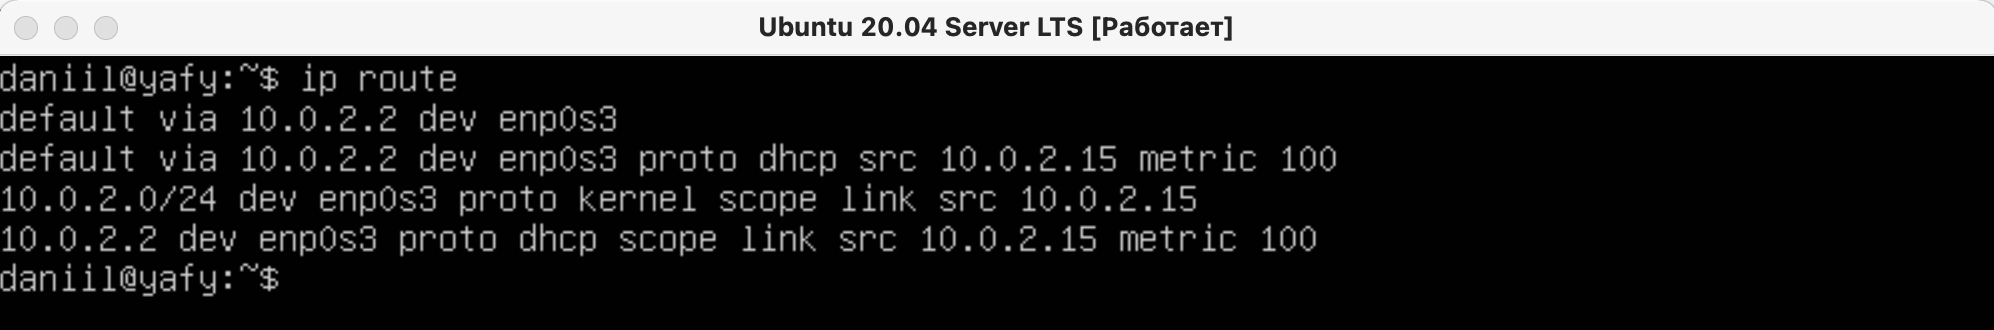 Ubuntu 20.04 Server LTS [Работает]
daniil@yafy:~$ ip route
default via 10.0.2.2 dev enp0s3
default via 10.0.2.2 dev enp0s3 proto dhcp src 10.0.2.15 metric 100
10.0.2.0/24 dev enp0s3 proto kernel scope link src 10.0.2.15
10.0.2.2 dev enp0s3 proto dhcp scope link src 10.0.2.15 metric 100
daniil@yafy:~$